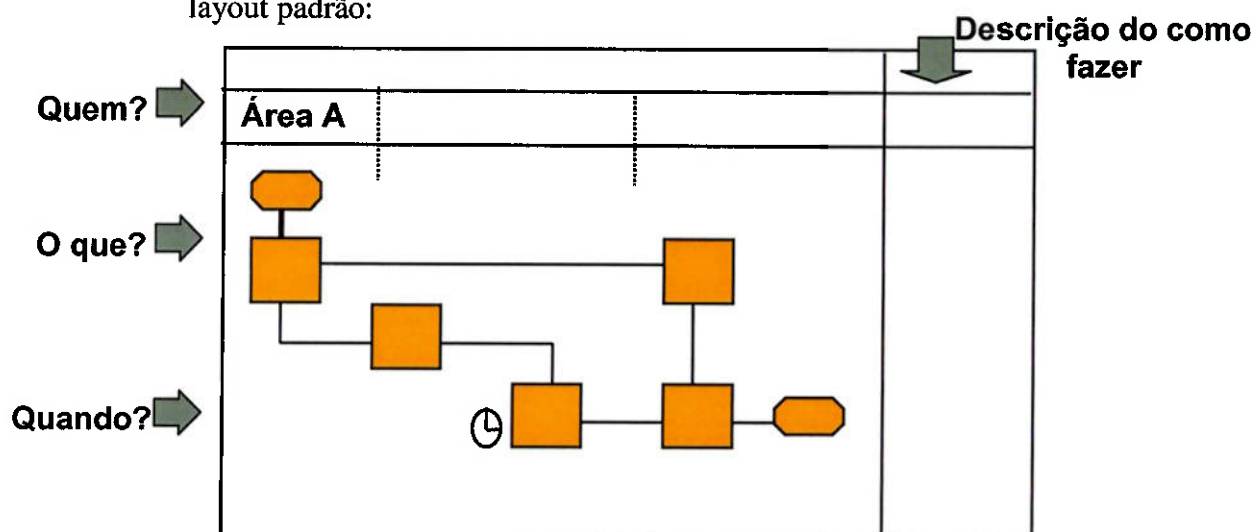 layout padrão:
Descrição do como
fazer
Quem?
Área A
O que?
Quando?